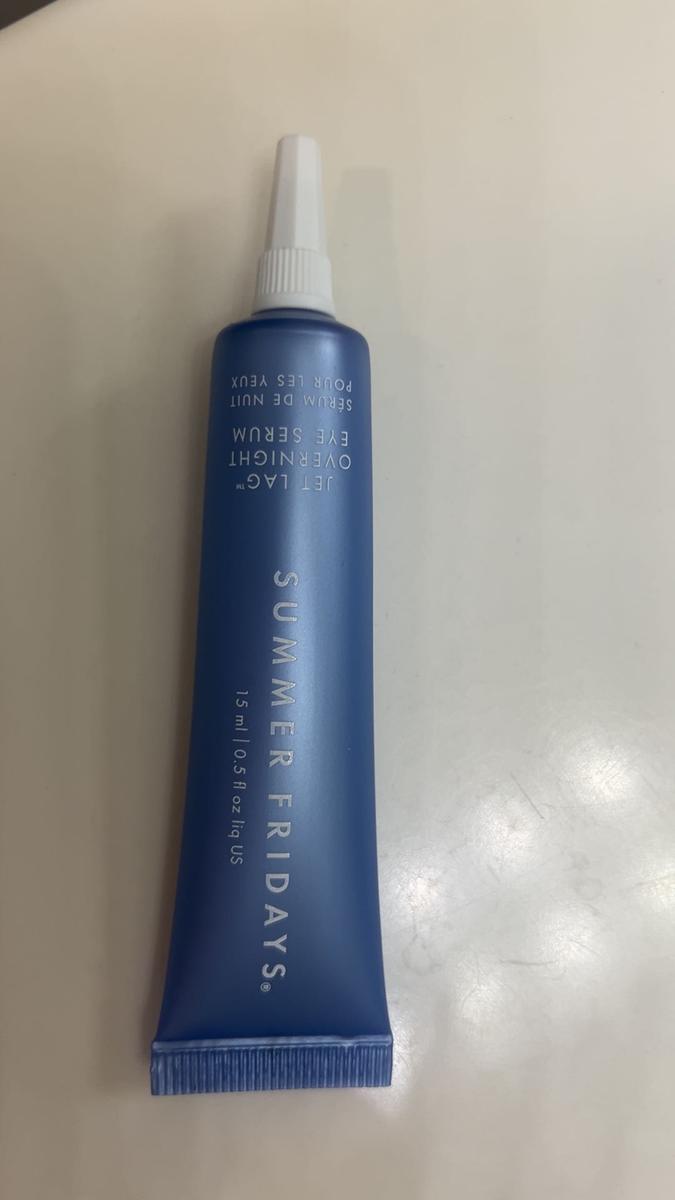 JET LAG™
OVERNIGHT
EYE SERUM
SÉRUM DE NUIT
POUR LES YEUX
SUMMER FRIDAYS®
15 ml | 0.5 fl oz liq US